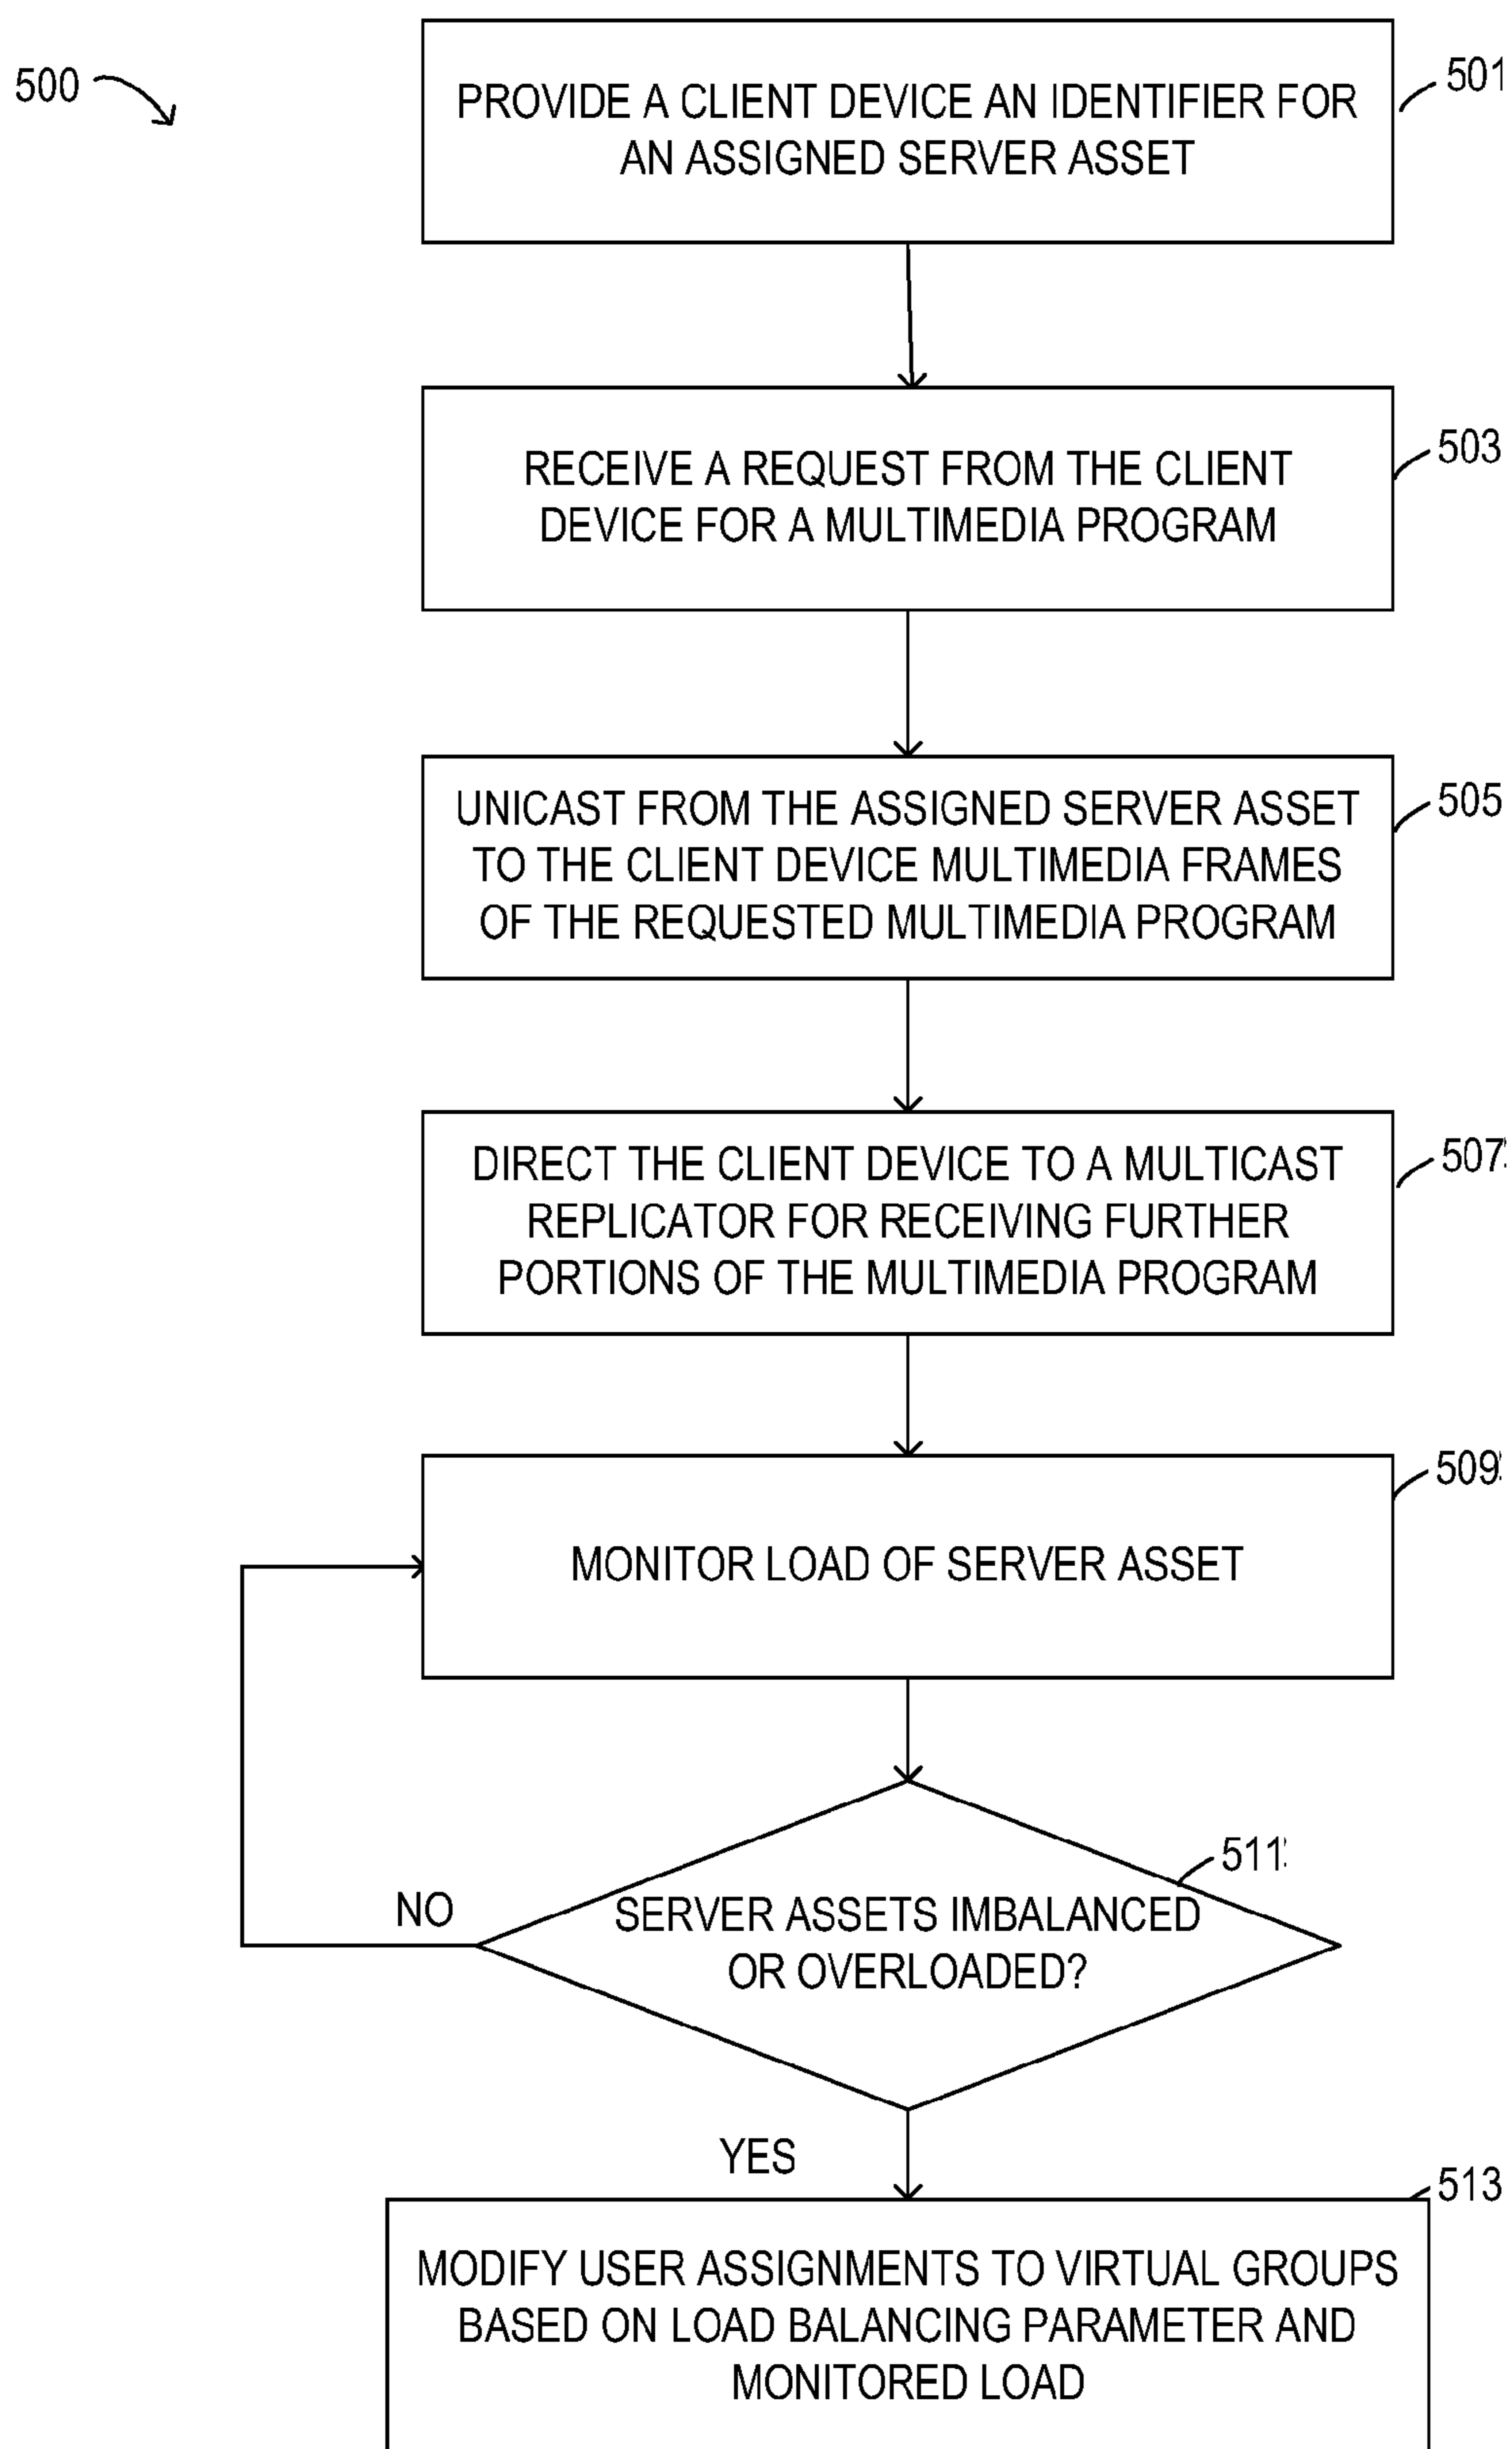 500
PROVIDE A CLIENT DEVICE AN IDENTIFIER FOR
AN ASSIGNED SERVER ASSET
501
RECEIVE A REQUEST FROM THE CLIENT
DEVICE FOR A MULTIMEDIA PROGRAM
503
UNICAST FROM THE ASSIGNED SERVER ASSET
TO THE CLIENT DEVICE MULTIMEDIA FRAMES
OF THE REQUESTED MULTIMEDIA PROGRAM
505
DIRECT THE CLIENT DEVICE TO A MULTICAST
REPLICATOR FOR RECEIVING FURTHER
PORTIONS OF THE MULTIMEDIA PROGRAM
507
MONITOR LOAD OF SERVER ASSET
509
511
SERVER ASSETS IMBALANCED
OR OVERLOADED?
NO
YES
513
MODIFY USER ASSIGNMENTS TO VIRTUAL GROUPS
BASED ON LOAD BALANCING PARAMETER AND
MONITORED LOAD